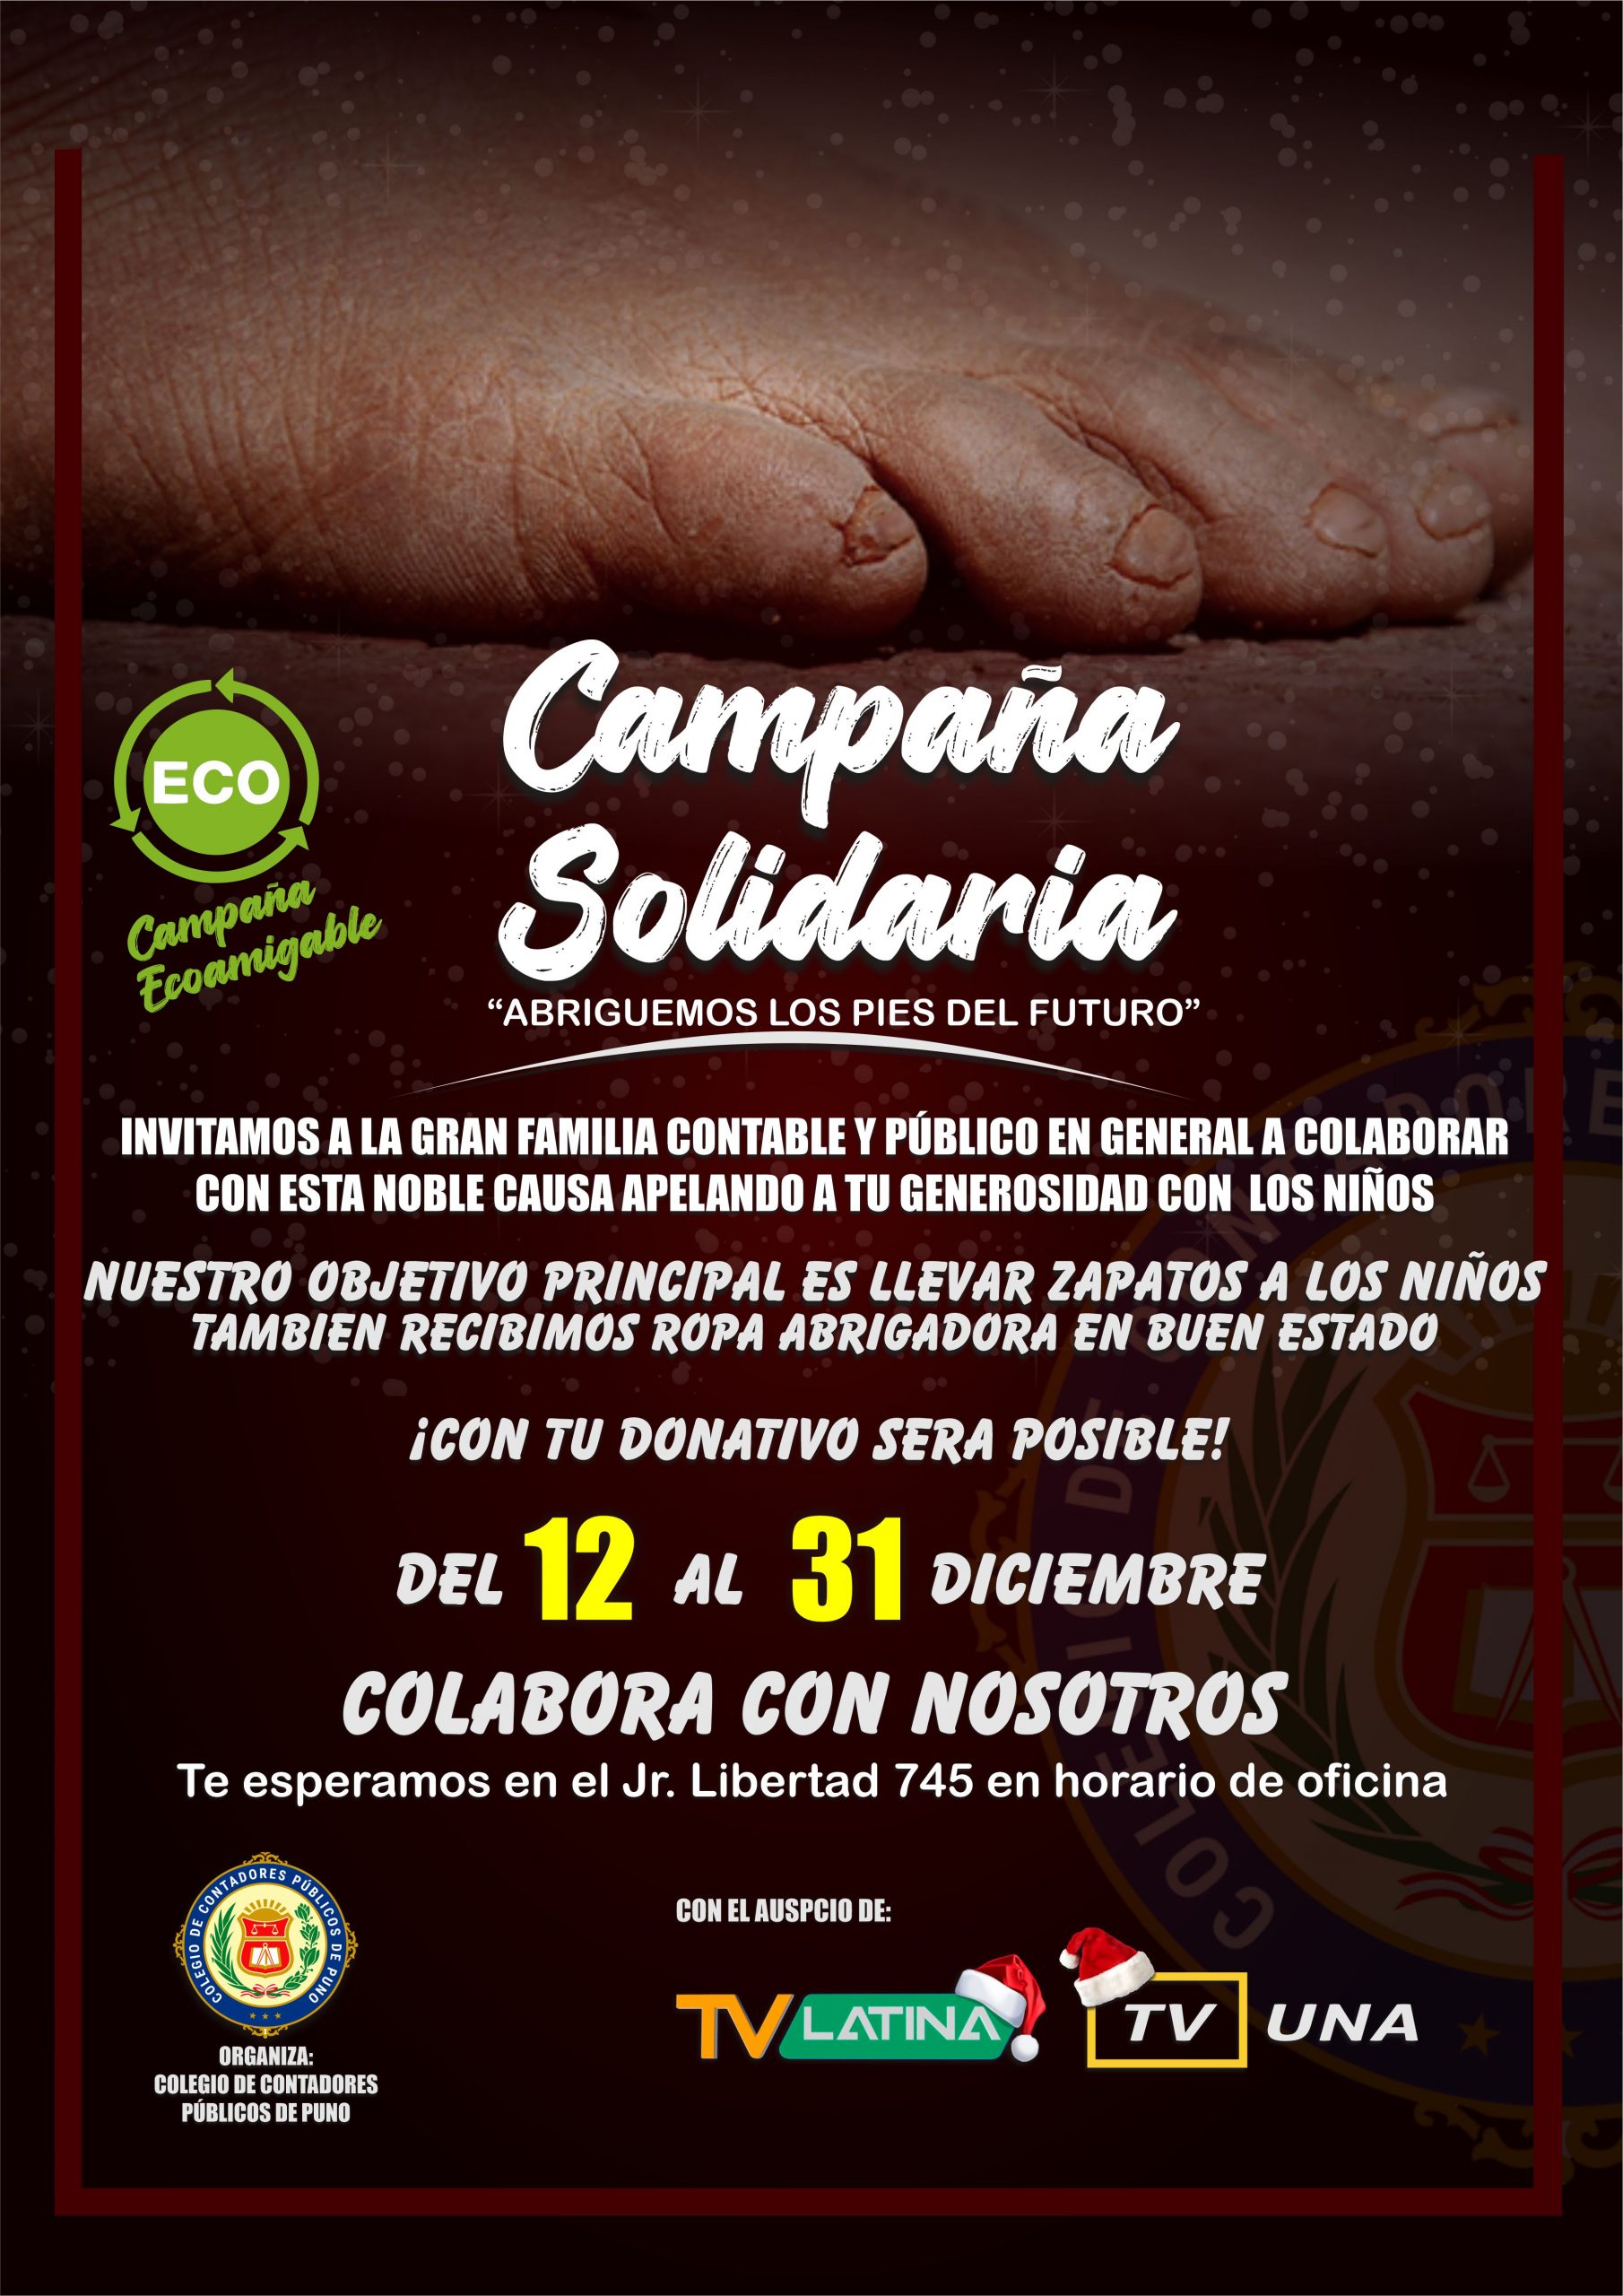 Campaña
Solidaria
ECO
Campaña
Ecoamigable
“ABRIGUEMOS LOS PIES DEL FUTURO”
INVITAMOS A LA GRAN FAMILIA CONTABLE Y PÚBLICO EN GENERAL A COLABORAR
CON ESTA NOBLE CAUSA APELANDO A TU GENEROSIDAD CON LOS NIÑOS
NUESTRO OBJETIVO PRINCIPAL ES LLEVAR ZAPATOS A LOS NIÑOS
TAMBIEN RECIBIMOS ROPA ABRIGADORA EN BUEN ESTADO
¡CON TU DONATIVO SERA POSIBLE!
DEL 12 AL 31 DICIEMBRE
COLABORA CON NOSOTROS
Te esperamos en el Jr. Libertad 745 en horario de oficina
COLEGIO DE CONTADORES PÚBLICOS DE PUNO
ORGANIZA:
COLEGIO DE CONTADORES
PÚBLICOS DE PUNO
CON EL AUSPCIO DE:
TV LATINA
TV UNA
COLEGIO DE CONTADORE